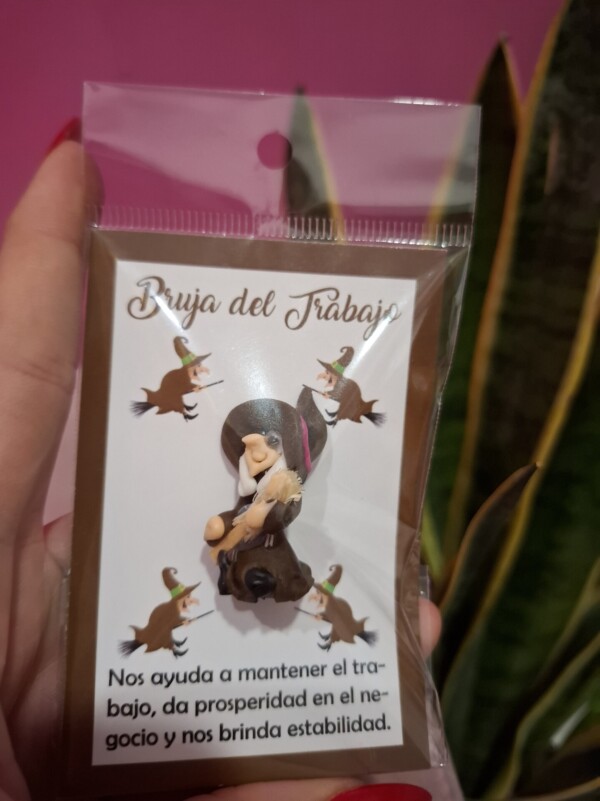 Bruja del Trabajo
Nos ayuda a mantener el tra-
bajo, da prosperidad en el ne-
gocio y nos brinda estabilidad.